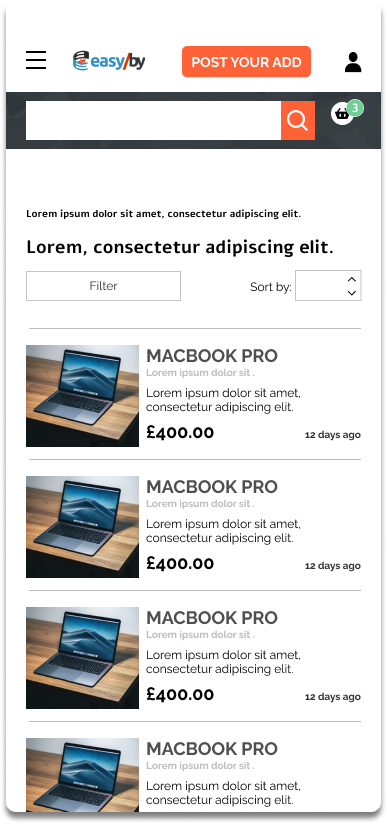 easy/by
POST YOUR ADD
3
Lorem ipsum dolor sit amet, consectetur adipiscing elit.
Lorem, consectetur adipiscing elit.
Filter
Sort by:
MACBOOK PRO
Lorem ipsum dolor sit .
Lorem ipsum dolor sit amet,
consectetur adipiscing elit.
£400.00
12 days ago
MACBOOK PRO
Lorem ipsum dolor sit .
Lorem ipsum dolor sit amet,
consectetur adipiscing elit.
£400.00
12 days ago
MACBOOK PRO
Lorem ipsum dolor sit .
Lorem ipsum dolor sit amet,
consectetur adipiscing elit.
£400.00
12 days ago
MACBOOK PRO
Lorem ipsum dolor sit .
Lorem ipsum dolor sit amet,
consectetur adipiscing elit.